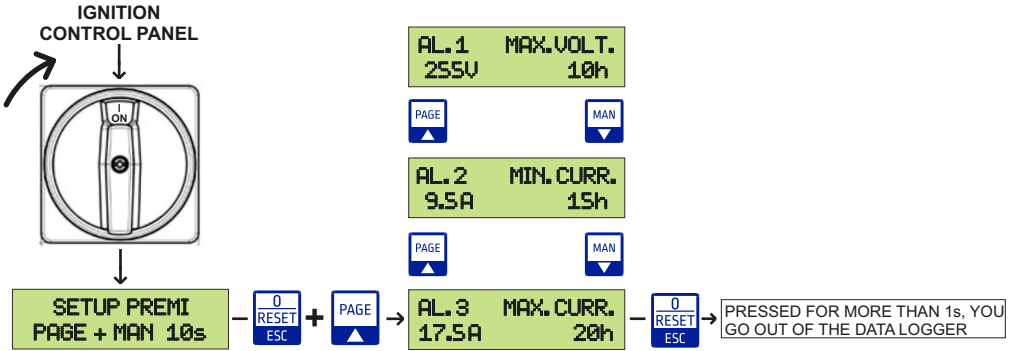 IGNITION
CONTROL PANEL
I
ON
AL.1 MAX.VOLT.
255V 10h
PAGE
MAN
AL.2 MIN.CURR.
9.5A 15h
PAGE
MAN
SETUP PREMI
PAGE + MAN 10s
–
0
RESET
ESC
+
PAGE
AL.3 MAX.CURR.
17.5A 20h
–
0
RESET
ESC
PRESSED FOR MORE THAN 1s, YOU
GO OUT OF THE DATA LOGGER